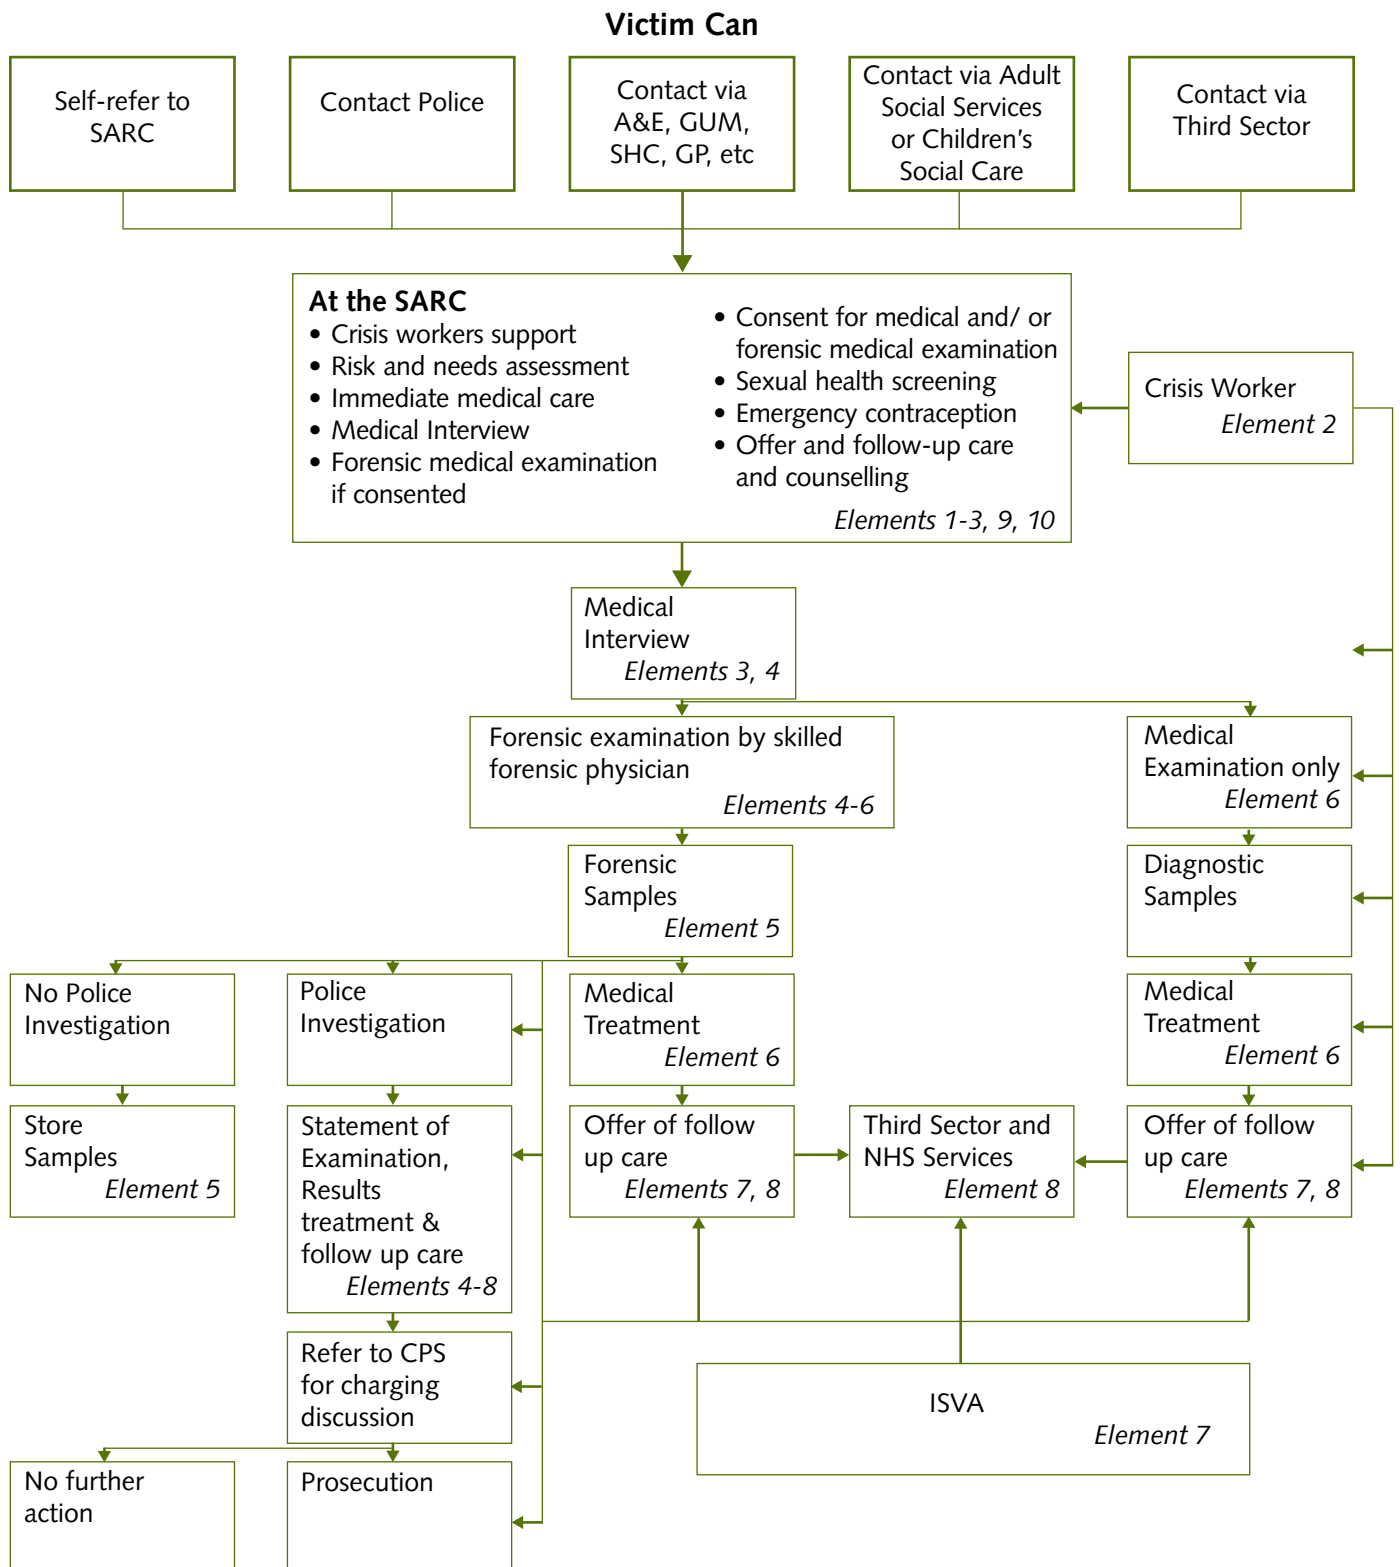 Victim Can
Self-refer to
SARC
Contact Police
Contact via
A&E, GUM,
SHC, GP, etc
Contact via Adult
Social Services
or Children's
Social Care
Contact via
Third Sector
At the SARC
• Crisis workers support
• Risk and needs assessment
• Immediate medical care
• Medical Interview
• Forensic medical examination
if consented
• Consent for medical and/ or
forensic medical examination
• Sexual health screening
• Emergency contraception
• Offer and follow-up care
and counselling
Elements 1-3, 9, 10
Crisis Worker
Element 2
Medical
Interview
Elements 3, 4
Forensic examination by skilled
forensic physician
Elements 4-6
Medical
Examination only
Element 6
Forensic
Samples
Element 5
Diagnostic
Samples
No Police
Investigation
Police
Investigation
Medical
Treatment
Element 6
Medical
Treatment
Element 6
Store
Samples
Element 5
Statement of
Examination,
Results
treatment &
follow up care
Elements 4-8
Offer of follow
up care
Elements 7, 8
Third Sector and
NHS Services
Element 8
Offer of follow
up care
Elements 7, 8
Refer to CPS
for charging
discussion
ISVA
Element 7
No further
action
Prosecution